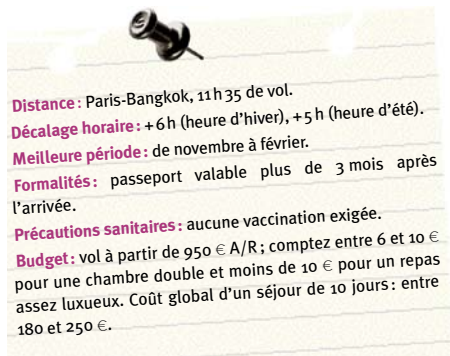 Distance : Paris-Bangkok, 11 h 35 de vol.
Décalage horaire : + 6 h (heure d’hiver), + 5 h (heure d’été).
Meilleure période : de novembre à février.
Formalités : passeport valable plus de 3 mois après
l’arrivée.
Précautions sanitaires : aucune vaccination exigée.
Budget : vol à partir de 950 € A/R ; comptez entre 6 et 10 €
pour une chambre double et moins de 10 € pour un repas
assez luxueux. Coût global d’un séjour de 10 jours : entre
180 et 250 €.